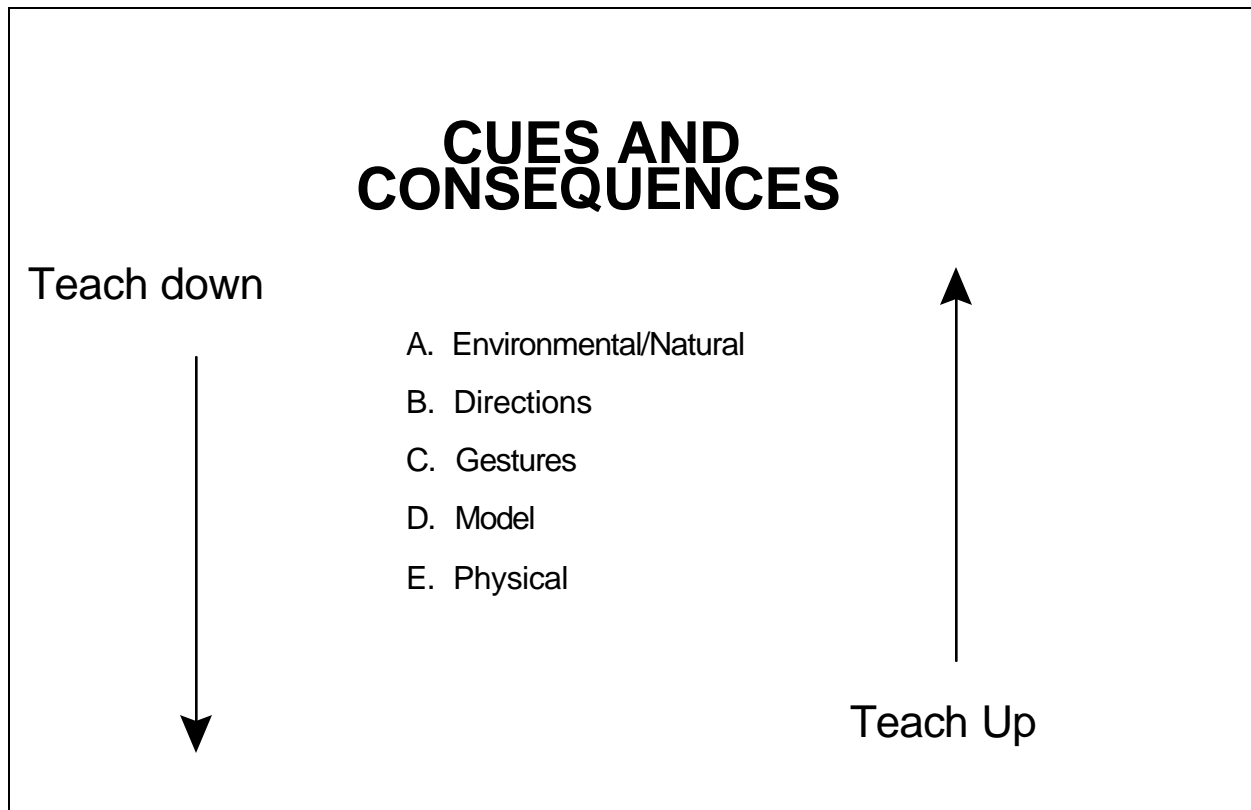 CUES AND
CONSEQUENCES
Teach down
A. Environmental/Natural
B. Directions
C. Gestures
D. Model
E. Physical
Teach Up